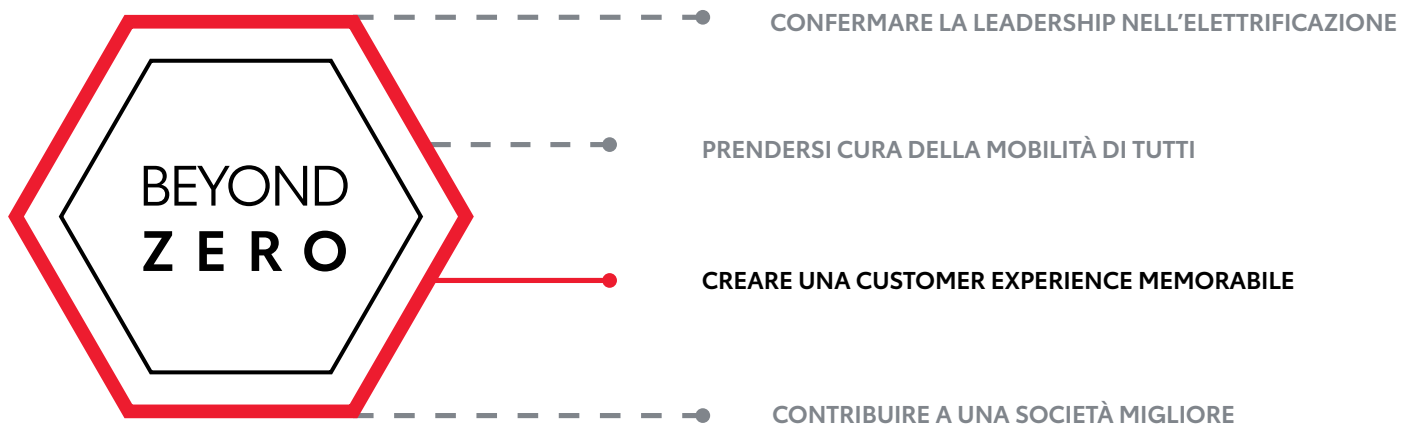 CONFERMARE LA LEADERSHIP NELL’ELETTRIFICAZIONE
PRENDERSI CURA DELLA MOBILITÀ DI TUTTI
BEYOND
ZERO
CREARE UNA CUSTOMER EXPERIENCE MEMORABILE
CONTRIBUIRE A UNA SOCIETÀ MIGLIORE